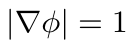 |∇ϕ| = 1